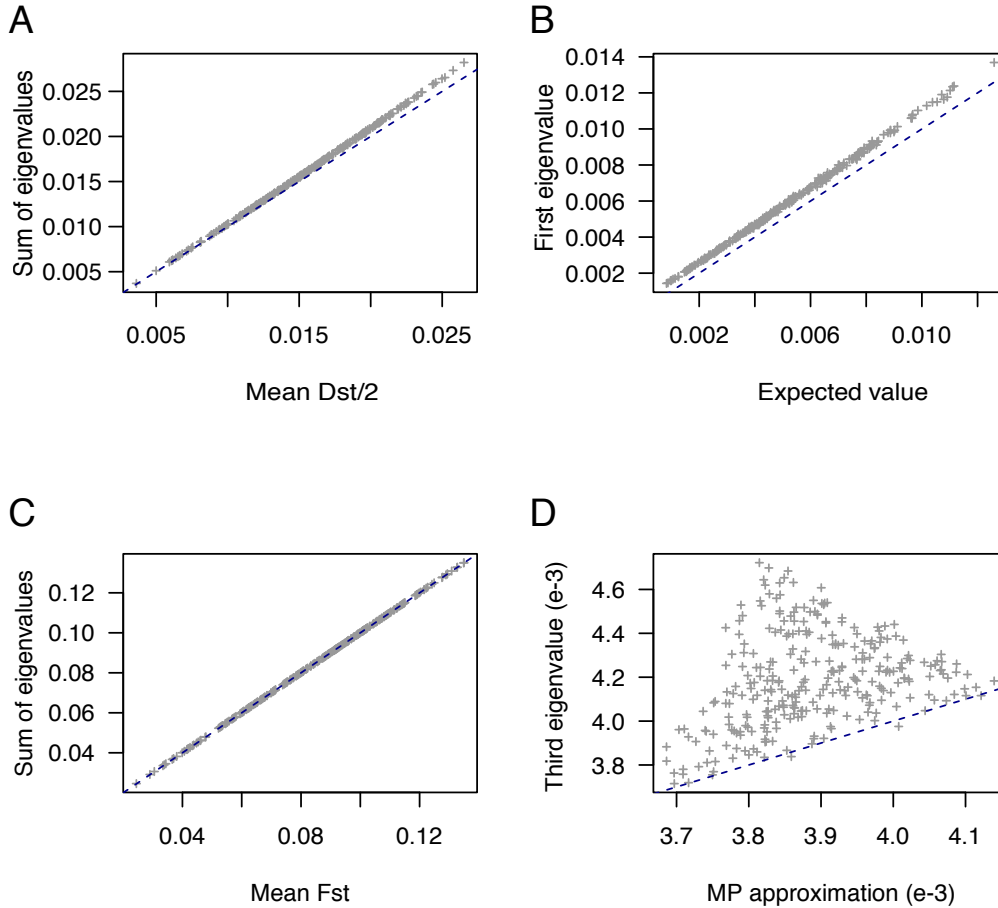 A
Sum of eigenvalues
0.025
0.020
0.015
0.010
0.005
0.005 0.015 0.025
Mean Dst/2
B
First eigenvalue
0.014
0.012
0.010
0.008
0.006
0.004
0.002
0.002 0.006 0.010
Expected value
C
Sum of eigenvalues
0.12
0.10
0.08
0.06
0.04
0.04 0.08 0.12
Mean Fst
D
Third eigenvalue (e-3)
4.6
4.4
4.2
4.0
3.8
3.7 3.8 3.9 4.0 4.1
MP approximation (e-3)